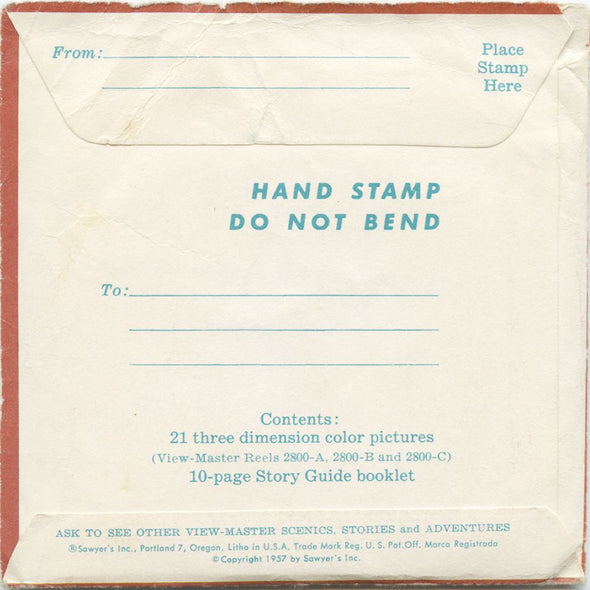 From:
Place
Stamp
Here
HAND STAMP
DO NOT BEND
To:
Contents:
21 three dimension color pictures
(View-Master Reels 2800-A, 2800-B and 2800-C)
10-page Story Guide booklet
ASK TO SEE OTHER VIEW-MASTER SCENICS, STORIES and ADVENTURES
®Sawyer's Inc., Portland 7, Oregon. Litho in U.S.A. Trade Mark Reg. U. S. Pat. Off. Marca Registrada
©Copyright 1957 by Sawyer's Inc.